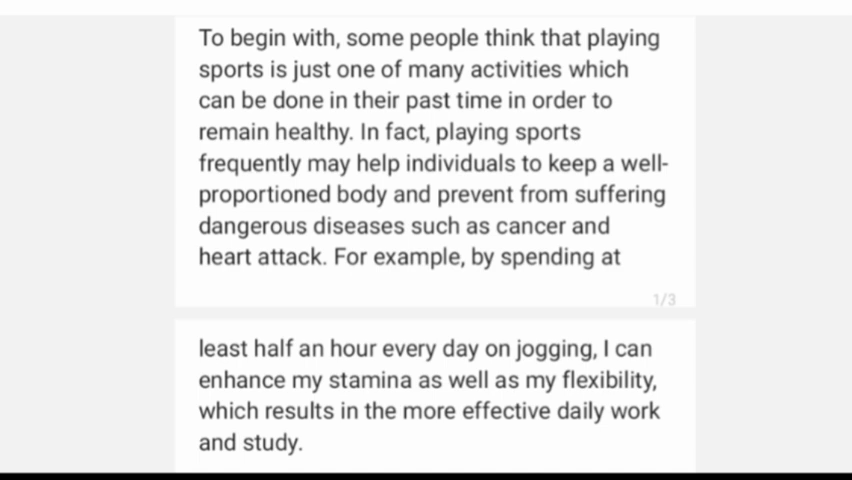 To begin with, some people think that playing
sports is just one of many activities which
can be done in their past time in order to
remain healthy. In fact, playing sports
frequently may help individuals to keep a well-
proportioned body and prevent from suffering
dangerous diseases such as cancer and
heart attack. For example, by spending at
1/3
least half an hour every day on jogging, I can
enhance my stamina as well as my flexibility,
which results in the more effective daily work
and study.